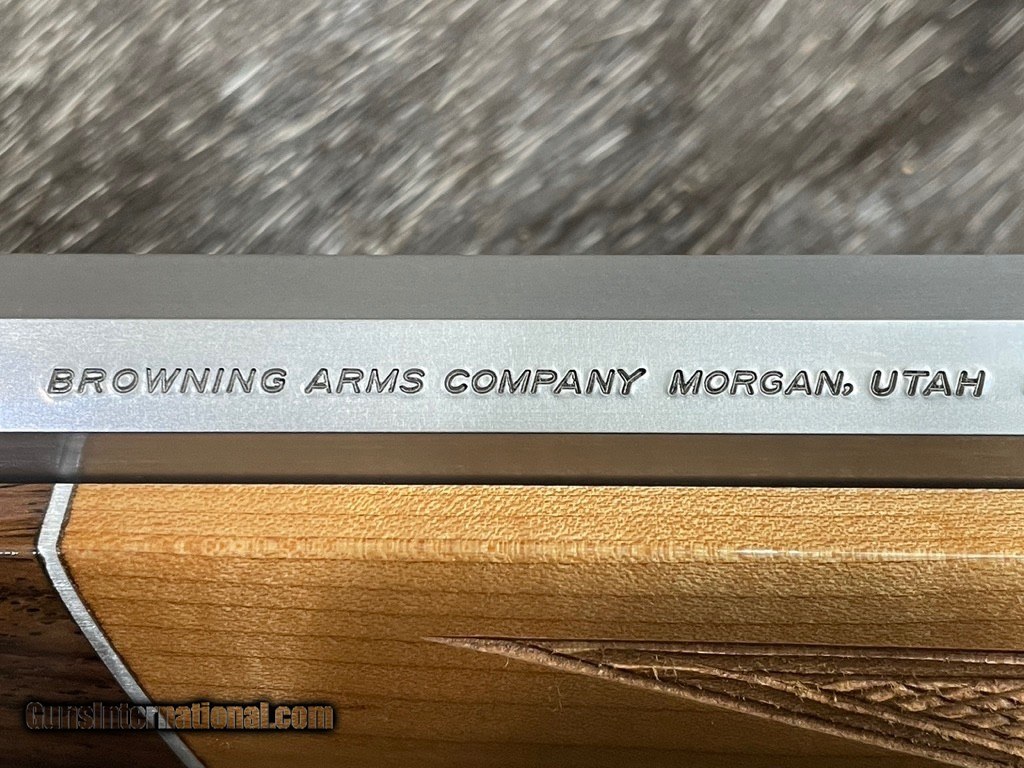 BROWNING ARMS COMPANY MORGAN, UTAH
GunsInternational.com